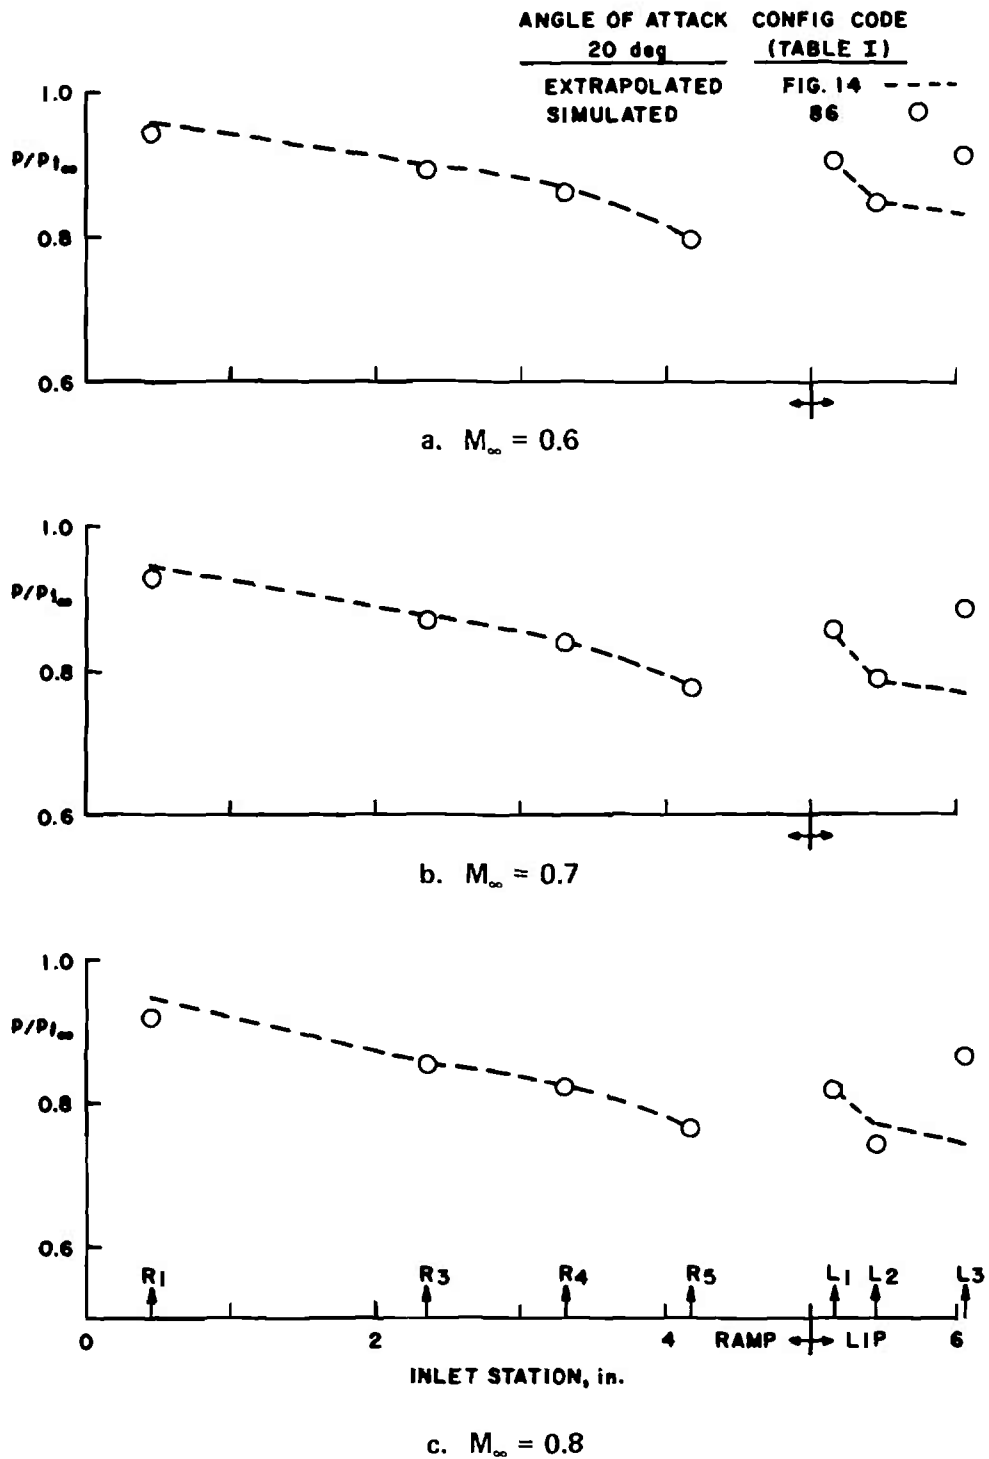 ANGLE OF ATTACK CONFIG CODE
20 deg (TABLE I)
EXTRAPOLATED FIG. 14
SIMULATED 86
1.0
P/Pt∞
0.8
0.6
a. M∞ = 0.6
1.0
P/Pt∞
0.8
0.6
b. M∞ = 0.7
1.0
P/Pt∞
0.8
0.6
R1 R3 R4 R5 L1 L2 L3
0 2 4 RAMP LIP 6
INLET STATION, in.
c. M∞ = 0.8